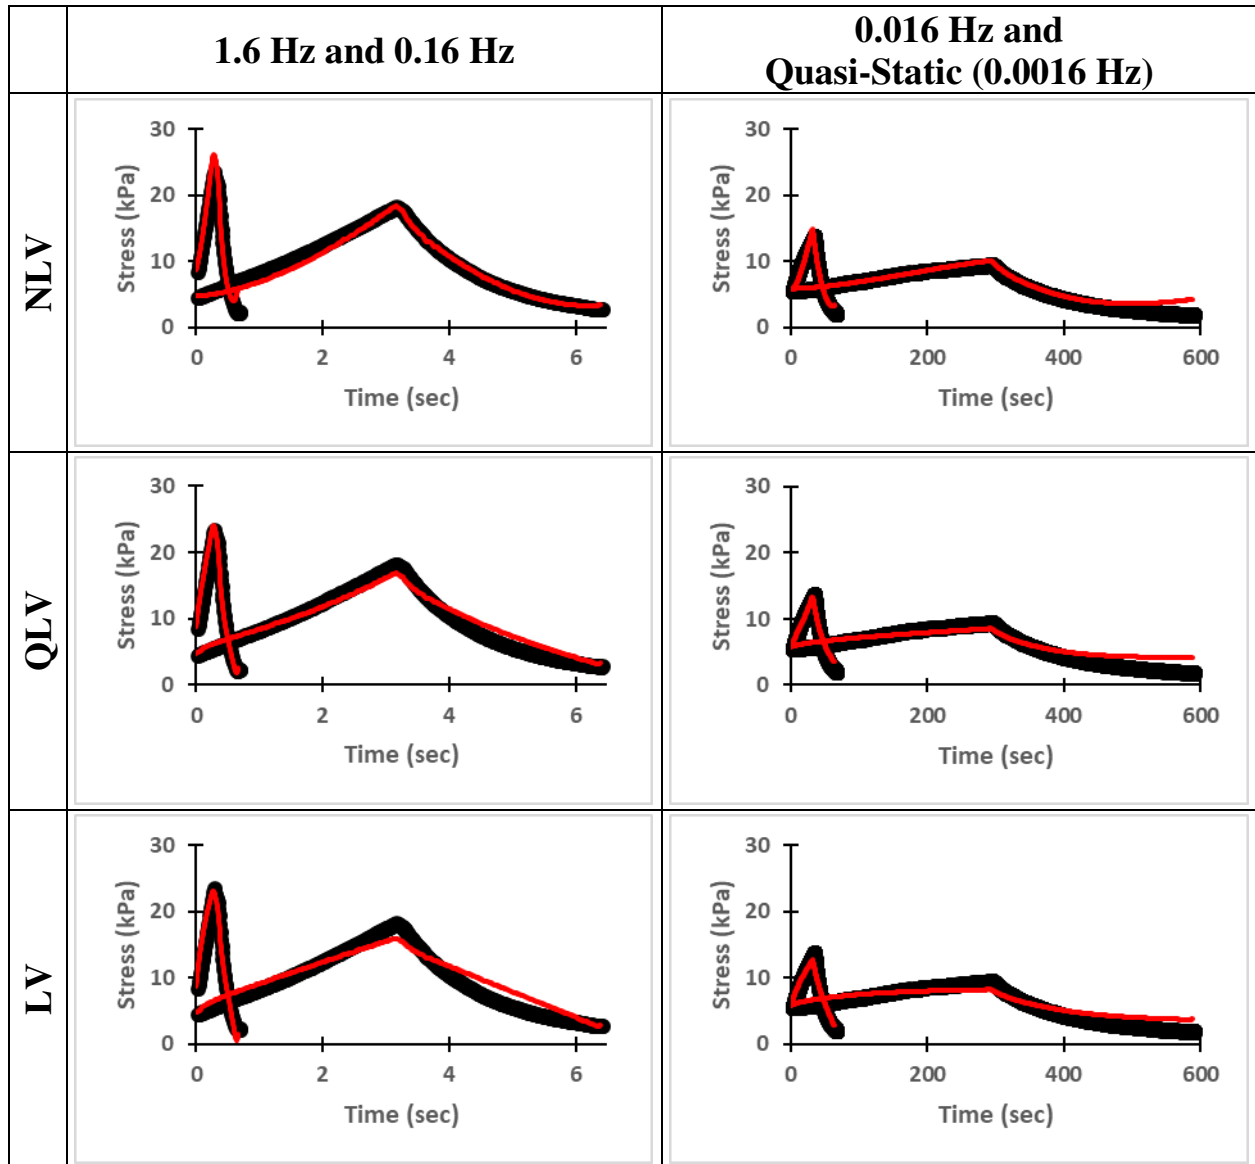 1.6 Hz and 0.16 Hz
0.016 Hz and
Quasi-Static (0.0016 Hz)
NLV
30
20
10
0
Stress (kPa)
0 2 4 6
Time (sec)
30
20
10
0
Stress (kPa)
0 200 400 600
Time (sec)
QLV
30
20
10
0
Stress (kPa)
0 2 4 6
Time (sec)
30
20
10
0
Stress (kPa)
0 200 400 600
Time (sec)
LV
30
20
10
0
Stress (kPa)
0 2 4 6
Time (sec)
30
20
10
0
Stress (kPa)
0 200 400 600
Time (sec)